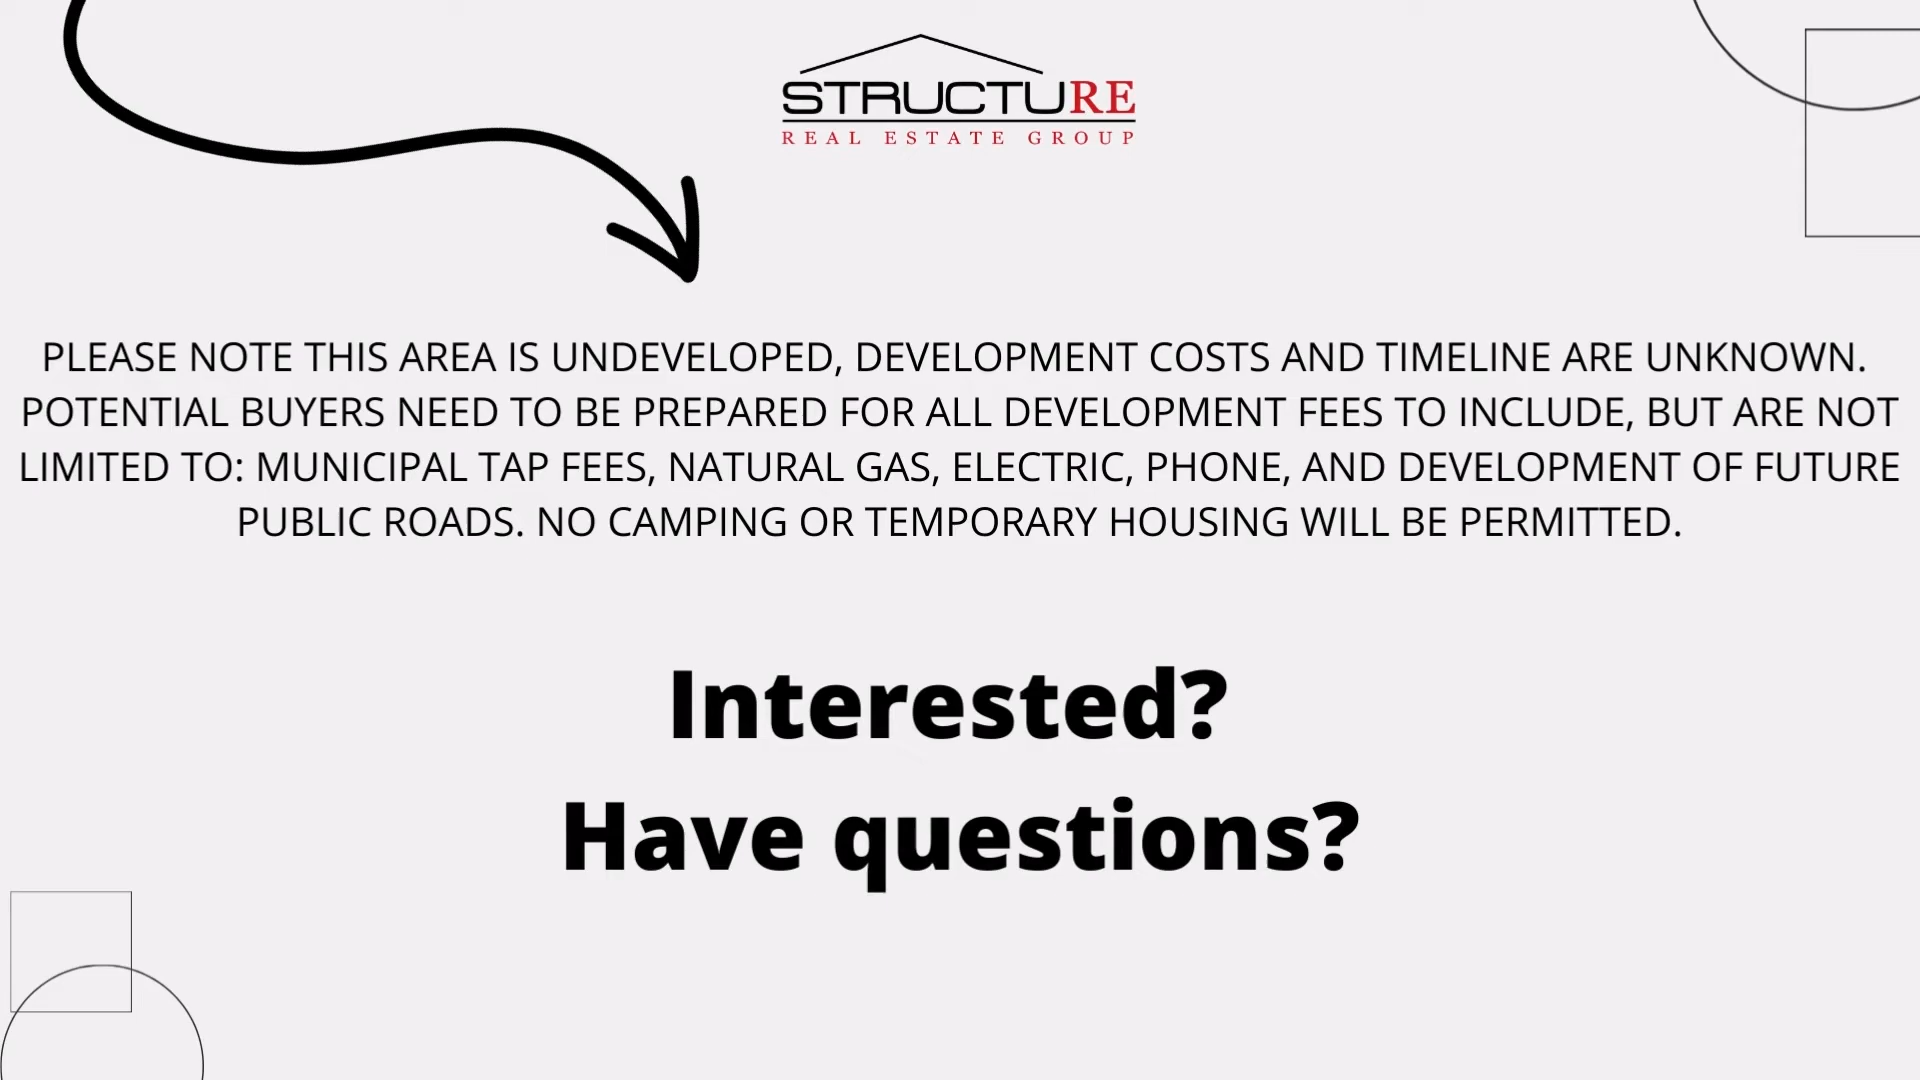 STRUCTURE
REAL ESTATE GROUP
PLEASE NOTE THIS AREA IS UNDEVELOPED, DEVELOPMENT COSTS AND TIMELINE ARE UNKNOWN.
POTENTIAL BUYERS NEED TO BE PREPARED FOR ALL DEVELOPMENT FEES TO INCLUDE, BUT ARE NOT
LIMITED TO: MUNICIPAL TAP FEES, NATURAL GAS, ELECTRIC, PHONE, AND DEVELOPMENT OF FUTURE
PUBLIC ROADS. NO CAMPING OR TEMPORARY HOUSING WILL BE PERMITTED.
Interested?
Have questions?